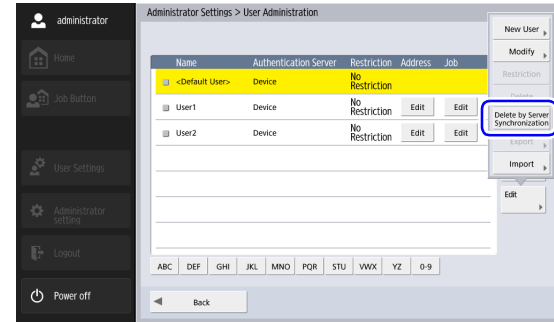 administrator
Home
Job Button
User Settings
Administrator
setting
Logout
Power off
Administrator Settings > User Administration
Name Authentication Server Restriction Address Job
<Default User> Device No
Restriction
User1 Device No
Restriction Edit Edit
User2 Device No
Restriction Edit Edit
ABC DEF GHI JKL MNO PQR STU VWX YZ 0-9
Back
New User
Modify
Restriction
Delete
Delete by Server
Synchronization
Export
Import
Edit